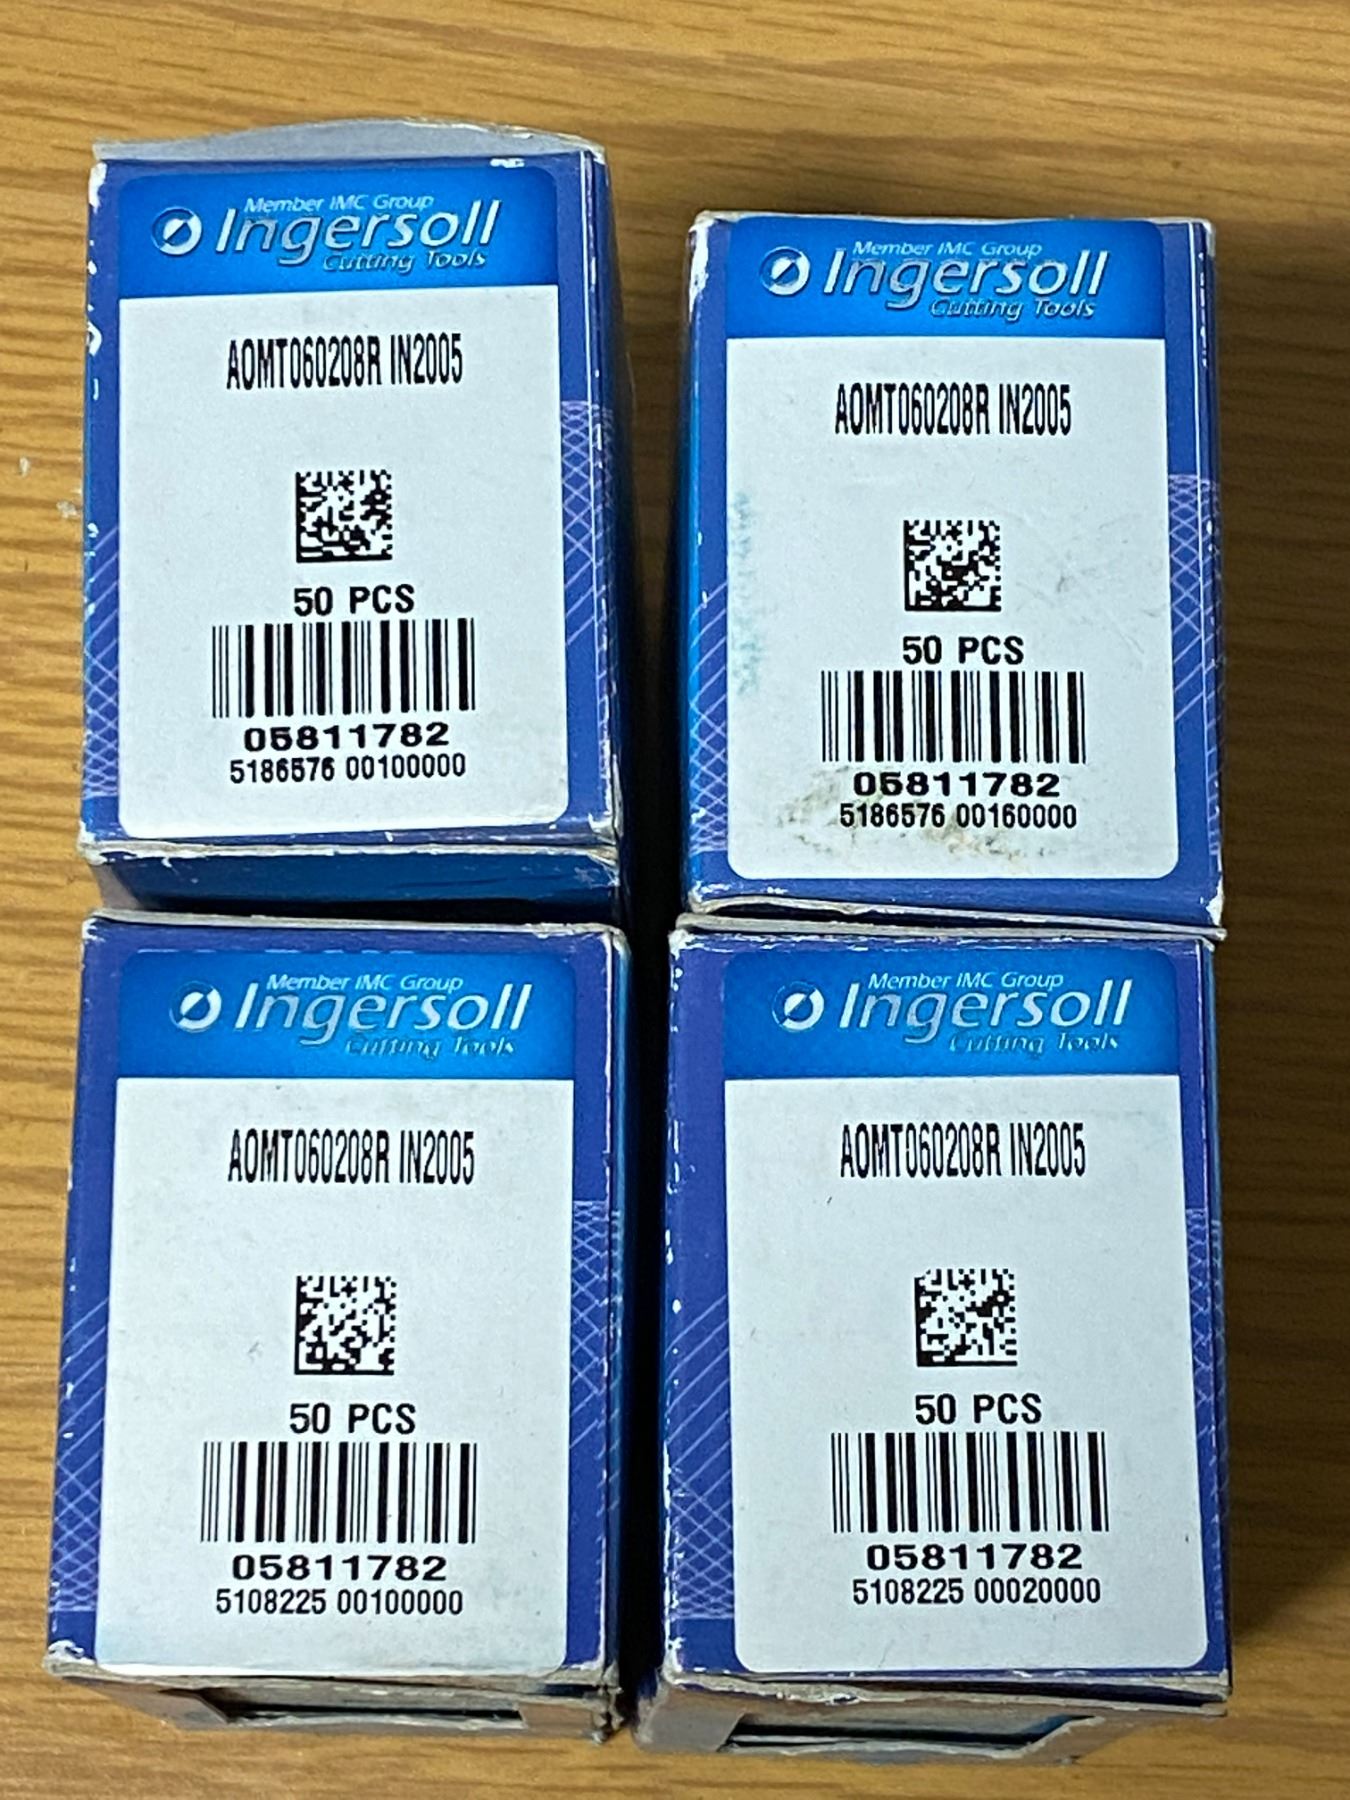 Member IMC Group
Ingersoll
Cutting Tools
AOMT060208R IN2005
50 PCS
05811782
5186576 00100000
Member IMC Group
Ingersoll
Cutting Tools
AOMT060208R IN2005
50 PCS
05811782
5186576 00160000
Member IMC Group
Ingersoll
Cutting Tools
AOMT060208R IN2005
50 PCS
05811782
5108225 00100000
Member IMC Group
Ingersoll
Cutting Tools
AOMT060208R IN2005
50 PCS
05811782
5108225 00020000